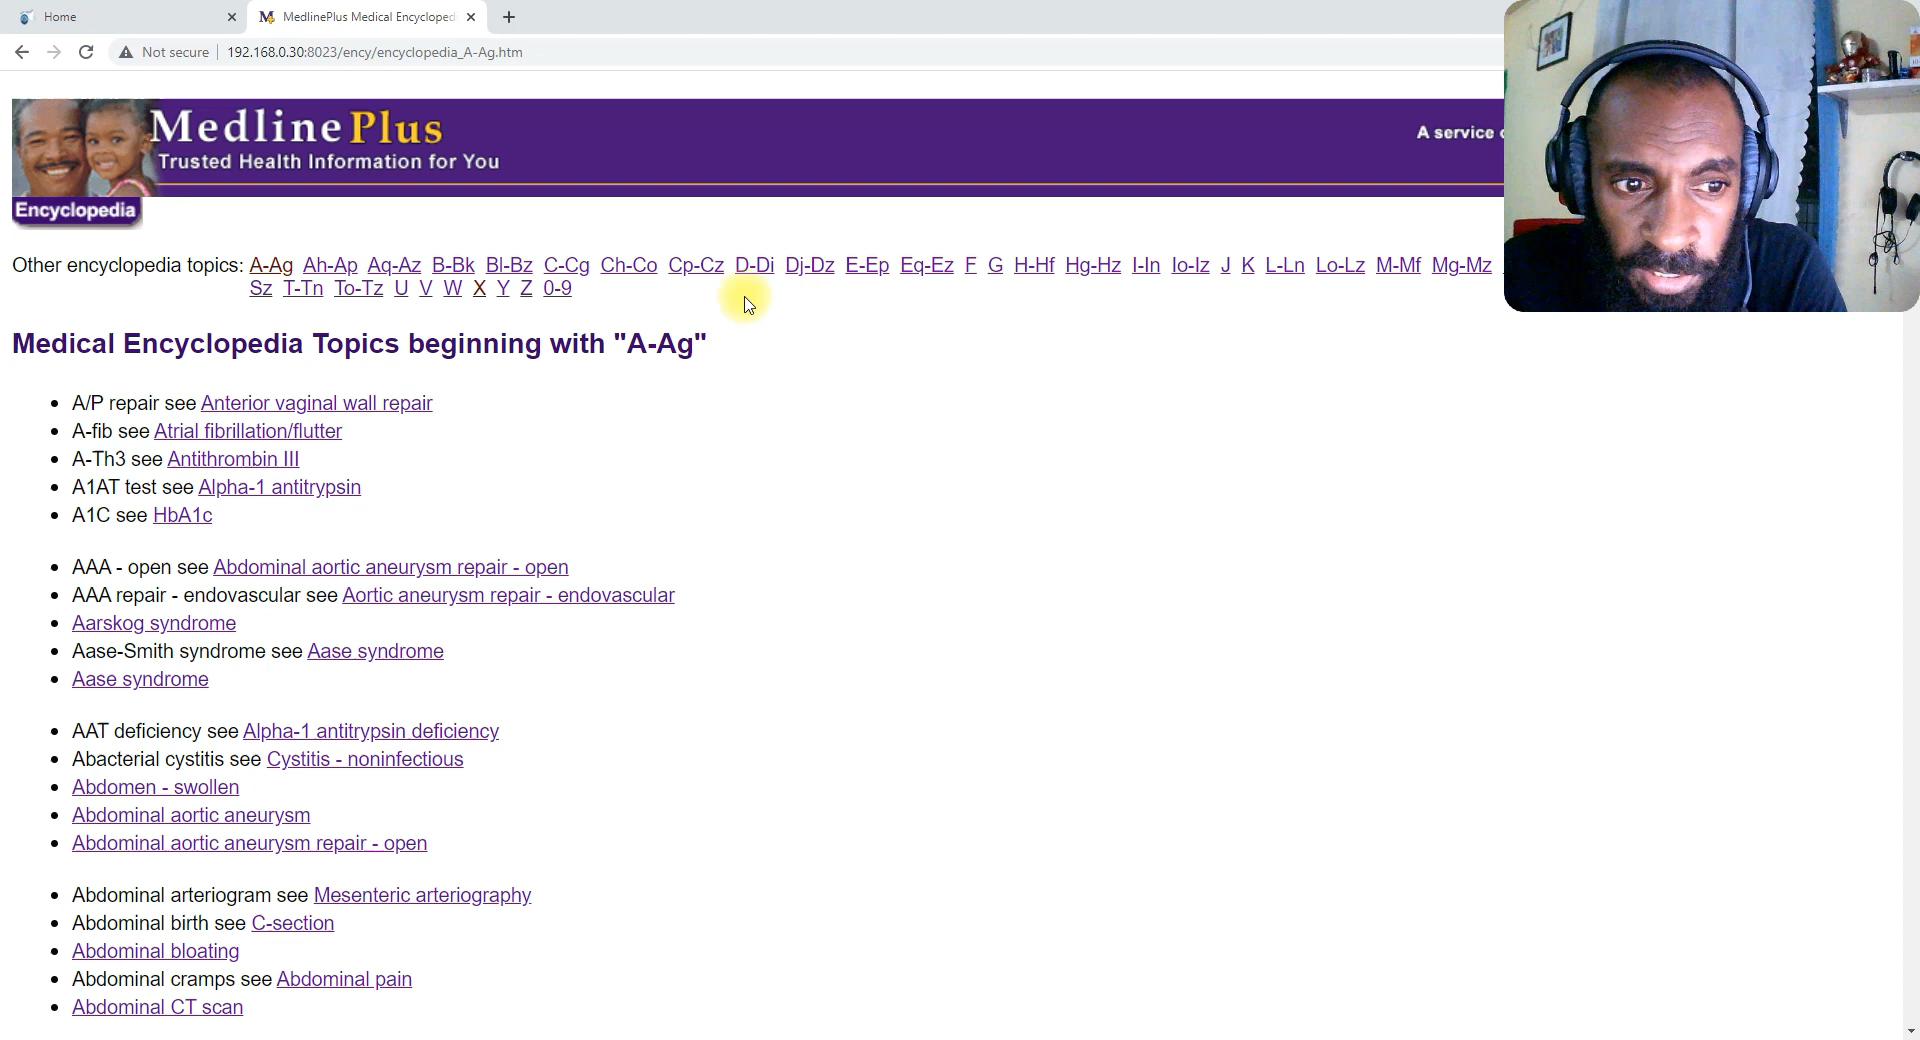 Home
MedlinePlus Medical Encycloped
Not secure
192.168.0.30:8023/ency/encyclopedia_A-Ag.htm
MedlinePlus
A service
Trusted Health Information for You
Encyclopedia
Other encyclopedia topics: A-Ag Ah-Ap Aq-Az B-Bk Bl-Bz C-Cg Ch-Co Cp-Cz D-Di Dj-Dz E-Ep Eq-Ez F G H-Hf Hg-Hz I-In Io-Iz J K L-Ln Lo-Lz M-Mf Mg-Mz
Sz T-Tn To-Tz U V W X Y Z 0-9
Medical Encyclopedia Topics beginning with "A-Ag"
A/P repair see Anterior vaginal wall repair
A-fib see Atrial fibrillation/flutter
A-Th3 see Antithrombin III
A1AT test see Alpha-1 antitrypsin
A1C see HbA1c
AAA - open see Abdominal aortic aneurysm repair - open
AAA repair - endovascular see Aortic aneurysm repair - endovascular
Aarskog syndrome
Aase-Smith syndrome see Aase syndrome
Aase syndrome
AAT deficiency see Alpha-1 antitrypsin deficiency
Abacterial cystitis see Cystitis - noninfectious
Abdomen - swollen
Abdominal aortic aneurysm
Abdominal aortic aneurysm repair - open
Abdominal arteriogram see Mesenteric arteriography
Abdominal birth see C-section
Abdominal bloating
Abdominal cramps see Abdominal pain
Abdominal CT scan